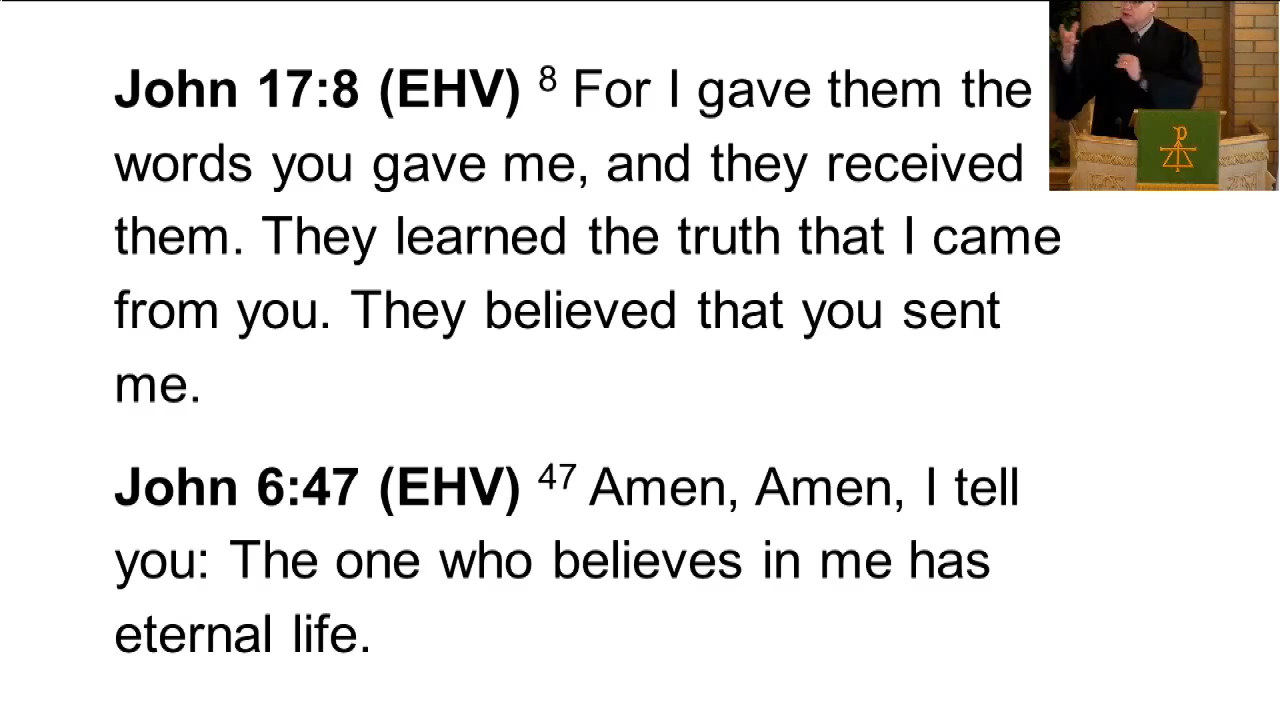 John 17:8 (EHV) 8 For I gave them the
words you gave me, and they received
them. They learned the truth that I came
from you. They believed that you sent
me.
John 6:47 (EHV) 47 Amen, Amen, I tell
you: The one who believes in me has
eternal life.